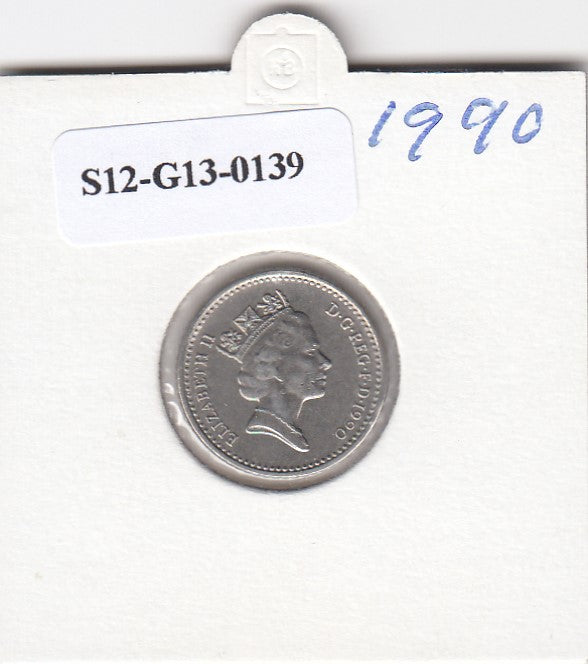 1990
S12-G13-0139
ELIZABETH II
D·G·REG·F·D·1990